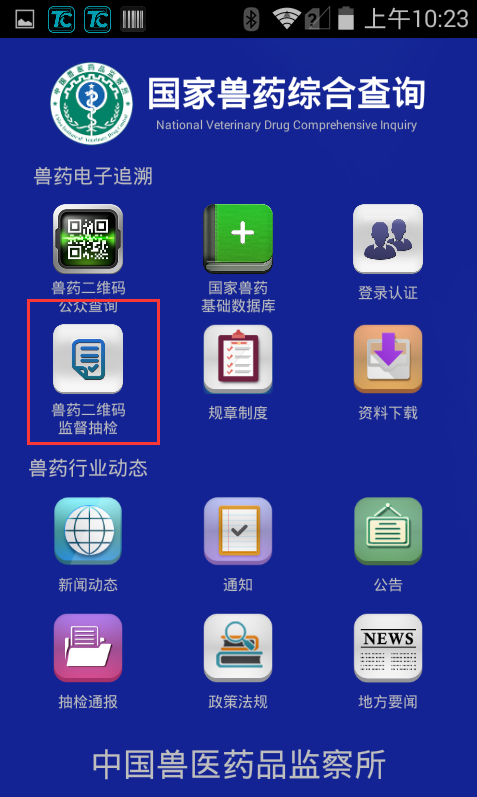 上午10:23
国家兽药综合查询
National Veterinary Drug Comprehensive Inquiry
兽药电子追溯
兽药二维码
公众查询
国家兽药
基础数据库
登录认证
兽药二维码
监督抽检
规章制度
资料下载
兽药行业动态
新闻动态
通知
公告
NEWS
抽检通报
政策法规
地方要闻
中国兽医药品监察所